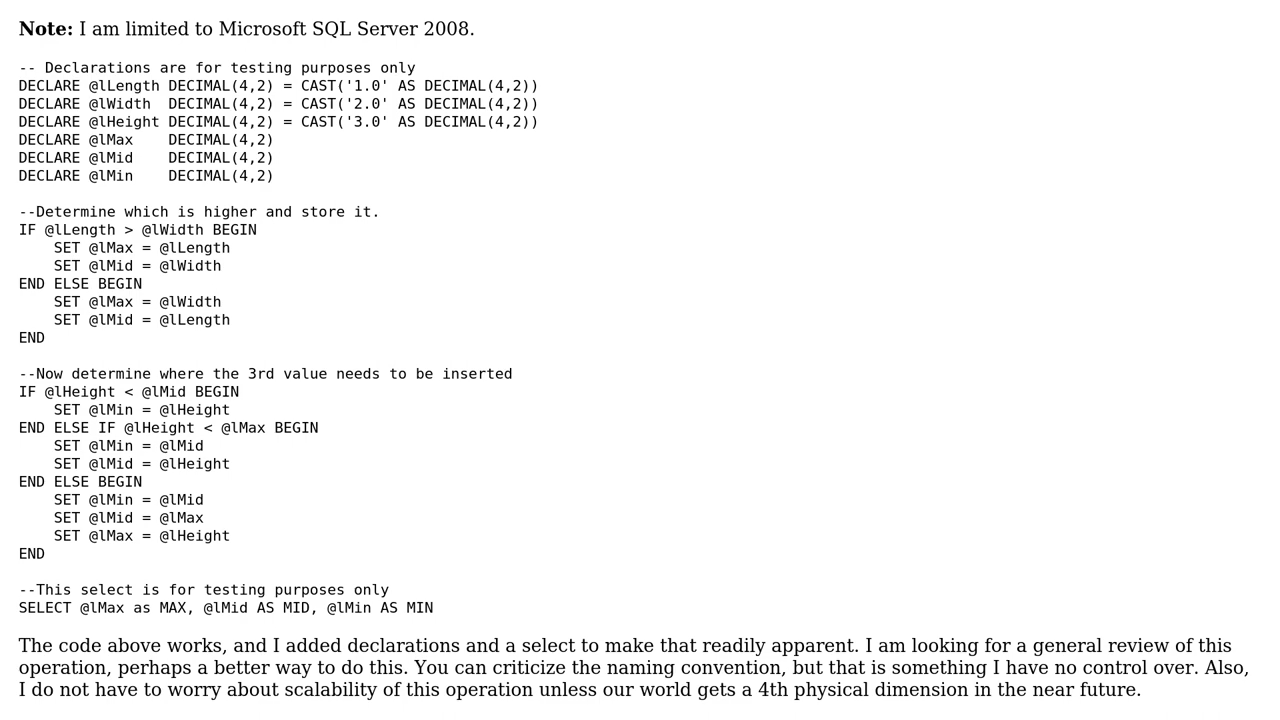 Note: I am limited to Microsoft SQL Server 2008.
-- Declarations are for testing purposes only
DECLARE @lLength DECIMAL(4,2) = CAST('1.0' AS DECIMAL(4,2))
DECLARE @lWidth  DECIMAL(4,2) = CAST('2.0' AS DECIMAL(4,2))
DECLARE @lHeight DECIMAL(4,2) = CAST('3.0' AS DECIMAL(4,2))
DECLARE @lMax    DECIMAL(4,2)
DECLARE @lMid    DECIMAL(4,2)
DECLARE @lMin    DECIMAL(4,2)
--Determine which is higher and store it.
IF @lLength > @lWidth BEGIN
    SET @lMax = @lLength
    SET @lMid = @lWidth
END ELSE BEGIN
    SET @lMax = @lWidth
    SET @lMid = @lLength
END
--Now determine where the 3rd value needs to be inserted
IF @lHeight < @lMid BEGIN
    SET @lMin = @lHeight
END ELSE IF @lHeight < @lMax BEGIN
    SET @lMin = @lMid
    SET @lMid = @lHeight
END ELSE BEGIN
    SET @lMin = @lMid
    SET @lMid = @lMax
    SET @lMax = @lHeight
END
--This select is for testing purposes only
SELECT @lMax as MAX, @lMid AS MID, @lMin AS MIN
The code above works, and I added declarations and a select to make that readily apparent. I am looking for a general review of this
operation, perhaps a better way to do this. You can criticize the naming convention, but that is something I have no control over. Also,
I do not have to worry about scalability of this operation unless our world gets a 4th physical dimension in the near future.